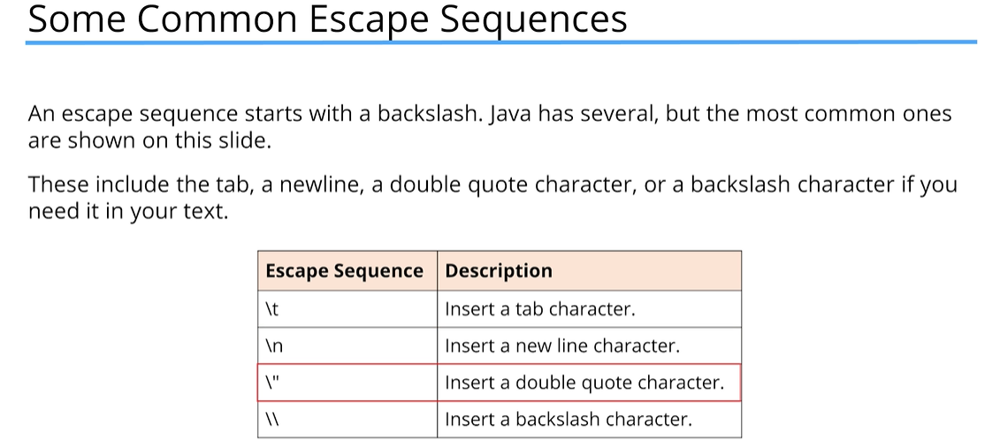 Some Common Escape Sequences
An escape sequence starts with a backslash. Java has several, but the most common ones
are shown on this slide.
These include the tab, a newline, a double quote character, or a backslash character if you
need it in your text.
Escape Sequence Description
\t Insert a tab character.
\n Insert a new line character.
\" Insert a double quote character.
\\ Insert a backslash character.